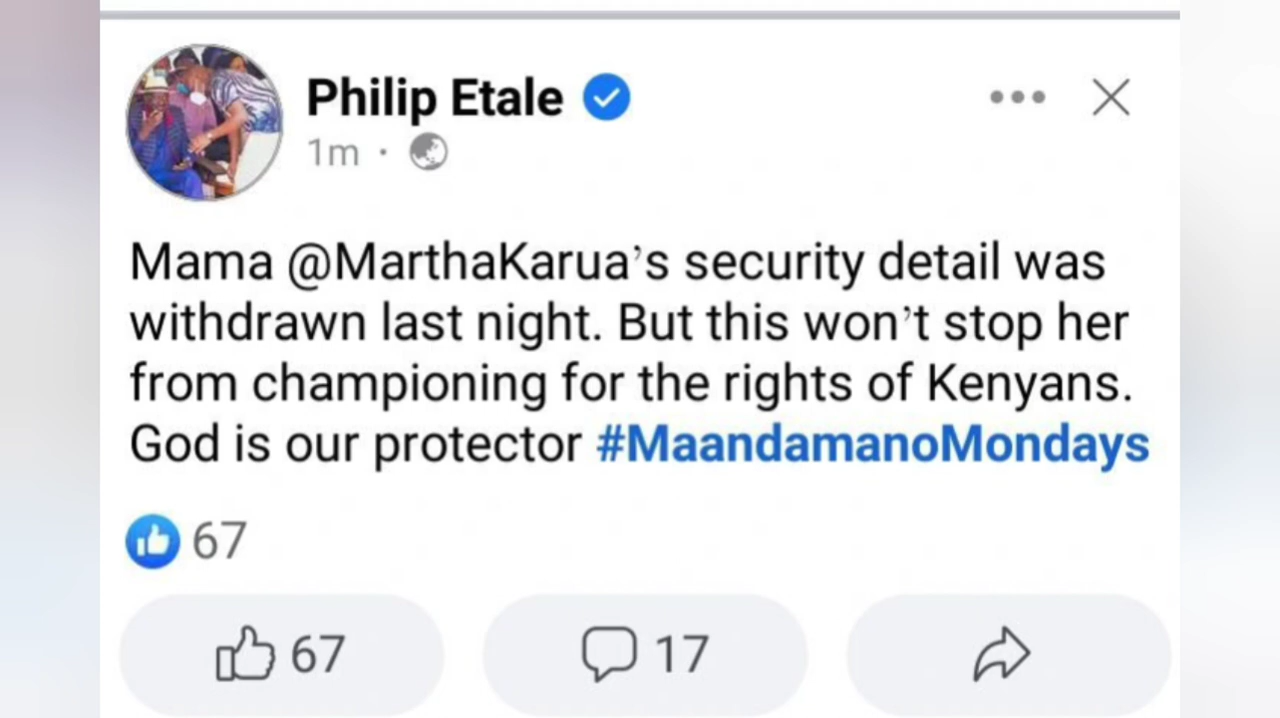 Philip Etale
1m ·
Mama @MarthaKarua's security detail was
withdrawn last night. But this won't stop her
from championing for the rights of Kenyans.
God is our protector #MaandamanoMondays
67
67
17